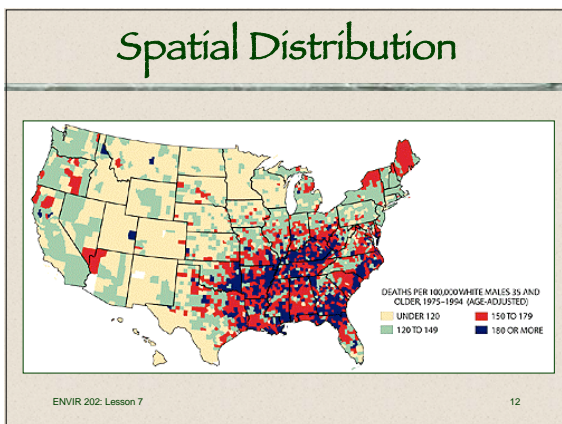 Spatial Distribution
DEATHS PER 100,000 WHITE MALES 35 AND
OLDER, 1975–1994 (AGE-ADJUSTED)
UNDER 120
150 TO 179
120 TO 149
180 OR MORE
ENVIR 202: Lesson 7
12